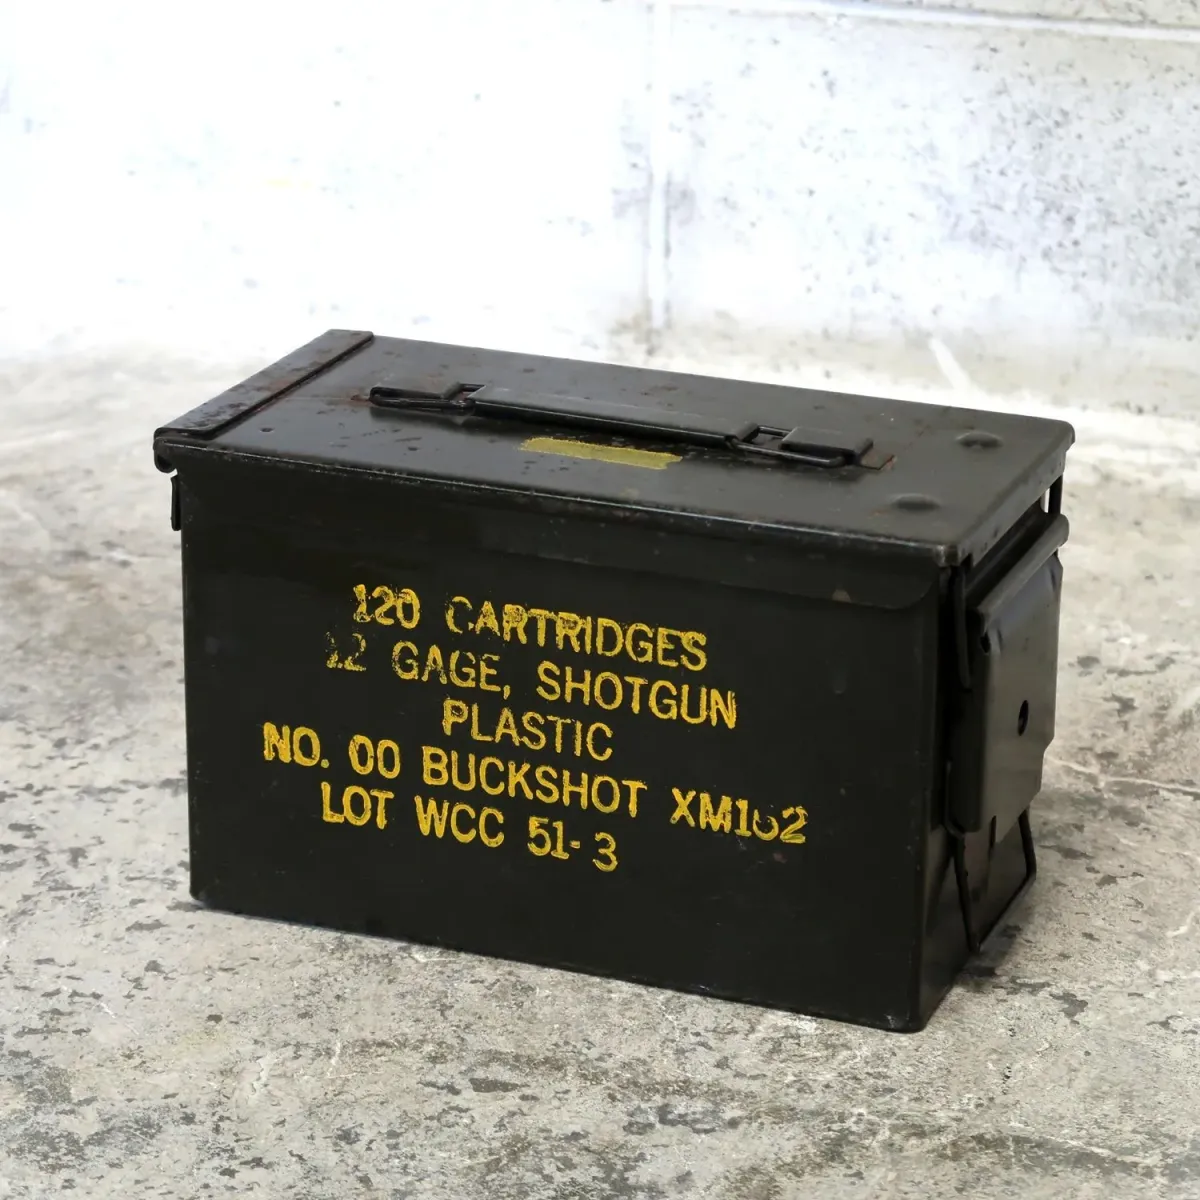 120 CARTRIDGES
12 GAGE, SHOTGUN
PLASTIC
NO. 00 BUCKSHOT XM162
LOT WCC 51-3